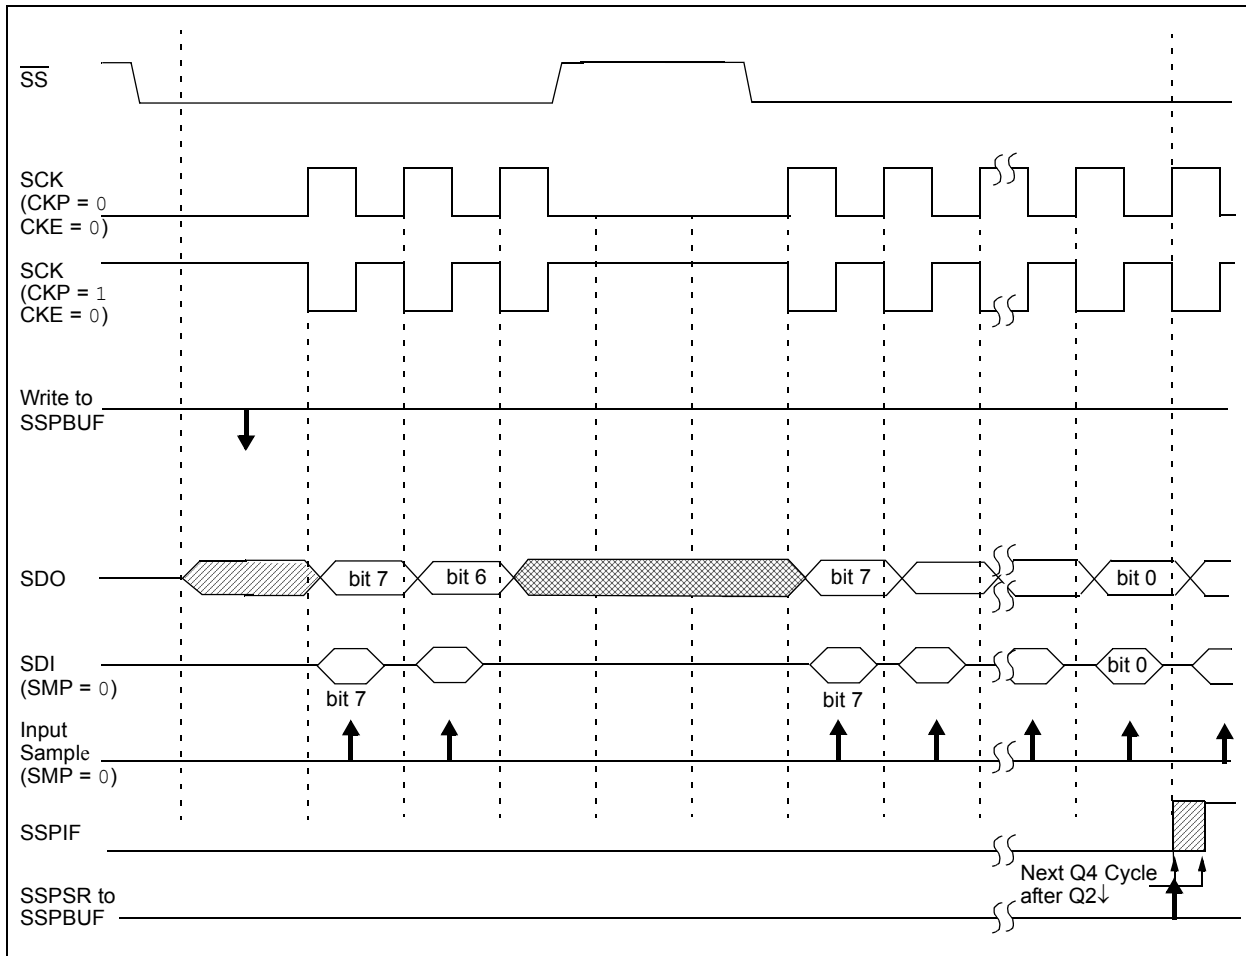 SS
SCK
(CKP = 0
CKE = 0)
SCK
(CKP = 1
CKE = 0)
Write to
SSPBUF
SDO
bit 7
bit 6
bit 7
bit 0
SDI
(SMP = 0)
bit 7
bit 7
bit 0
Input
Sample
(SMP = 0)
SSPIF
Next Q4 Cycle
after Q2↓
SSPSR to
SSPBUF